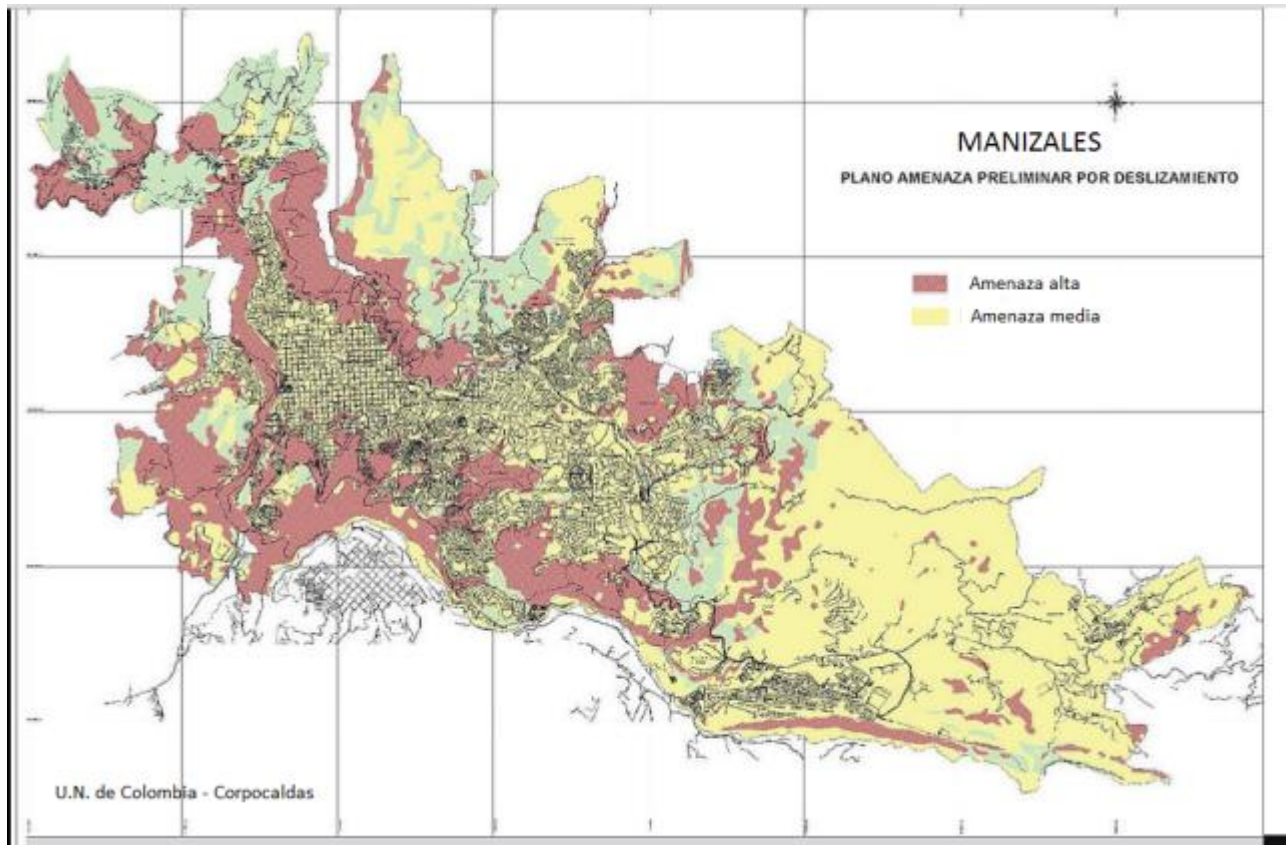 MANIZALES
PLANO AMENAZA PRELIMINAR POR DESLIZAMIENTO
Amenaza alta
Amenaza media
U.N. de Colombia - Corpocaldas